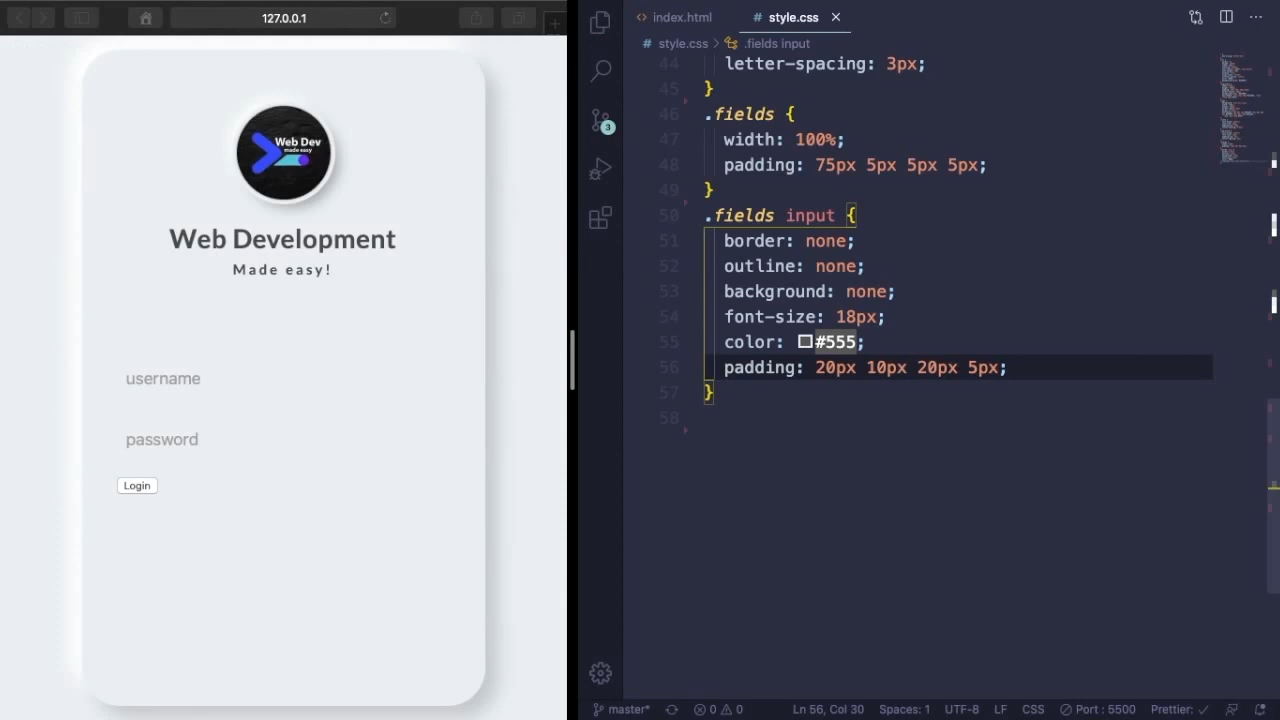 127.0.0.1
Web Dev
made easy
Web Development
Made easy!
username
password
Login
index.html
# style.css
# style.css > .fields input
44 letter-spacing: 3px;
45 }
46 .fields {
47 width: 100%;
48 padding: 75px 5px 5px 5px;
49 }
50 .fields input {
51 border: none;
52 outline: none;
53 background: none;
54 font-size: 18px;
55 color: #555;
56 padding: 20px 10px 20px 5px;
57 }
58
3
master* 0 0 Ln 56, Col 30 Spaces: 1 UTF-8 LF CSS Port : 5500 Prettier: ✓